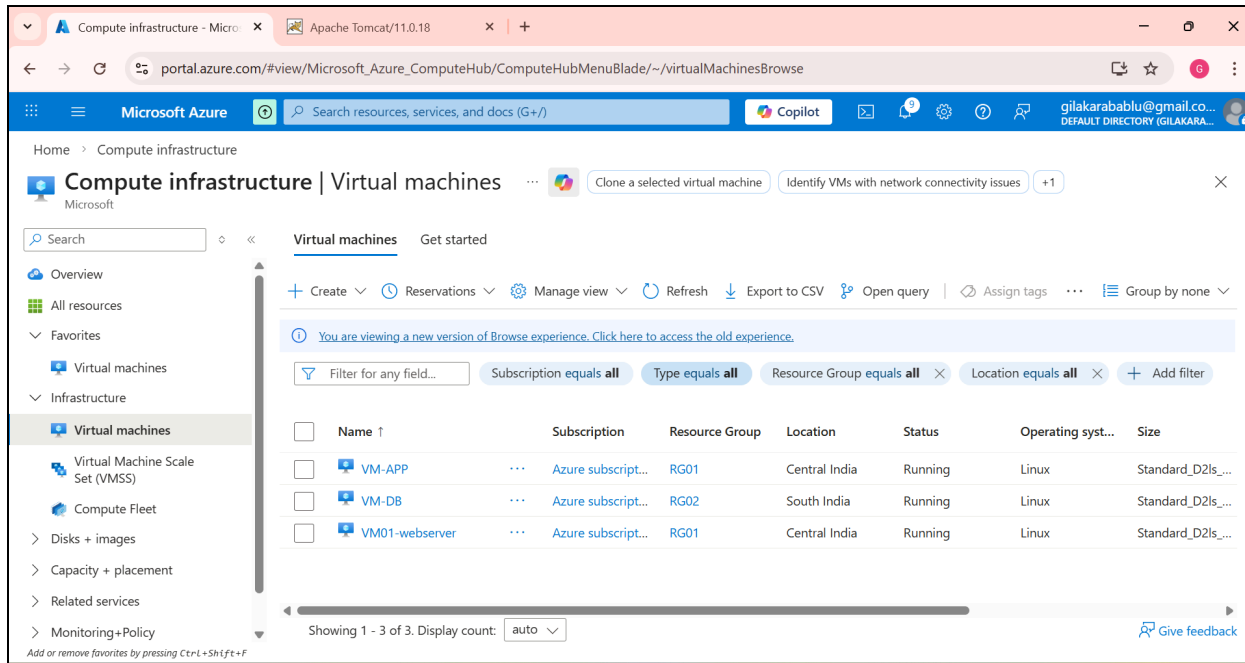 Compute infrastructure - Micro
Apache Tomcat/11.0.18
portal.azure.com/#view/Microsoft_Azure_ComputeHub/ComputeHubMenuBlade/~/virtualMachinesBrowse
G
Microsoft Azure
Search resources, services, and docs (G+/)
Copilot
9
gilakarabablu@gmail.co...
DEFAULT DIRECTORY (GILAKARA...
Home > Compute infrastructure
Compute infrastructure | Virtual machines ...
Clone a selected virtual machine
Identify VMs with network connectivity issues
+1
Microsoft
Search
Virtual machines Get started
Overview
All resources
Favorites
Virtual machines
Infrastructure
Virtual machines
Virtual Machine Scale
Set (VMSS)
Compute Fleet
Disks + images
Capacity + placement
Related services
Monitoring+Policy
Add or remove favorites by pressing Ctrl+Shift+F
+ Create Reservations Manage view Refresh Export to CSV Open query | Assign tags ... Group by none
You are viewing a new version of Browse experience. Click here to access the old experience.
Filter for any field... Subscription equals all Type equals all Resource Group equals all Location equals all + Add filter
Name ↑ Subscription Resource Group Location Status Operating syst... Size
VM-APP ... Azure subscript... RG01 Central India Running Linux Standard_D2ls_...
VM-DB ... Azure subscript... RG02 South India Running Linux Standard_D2ls_...
VM01-webserver ... Azure subscript... RG01 Central India Running Linux Standard_D2ls_...
Showing 1 - 3 of 3. Display count: auto
Give feedback